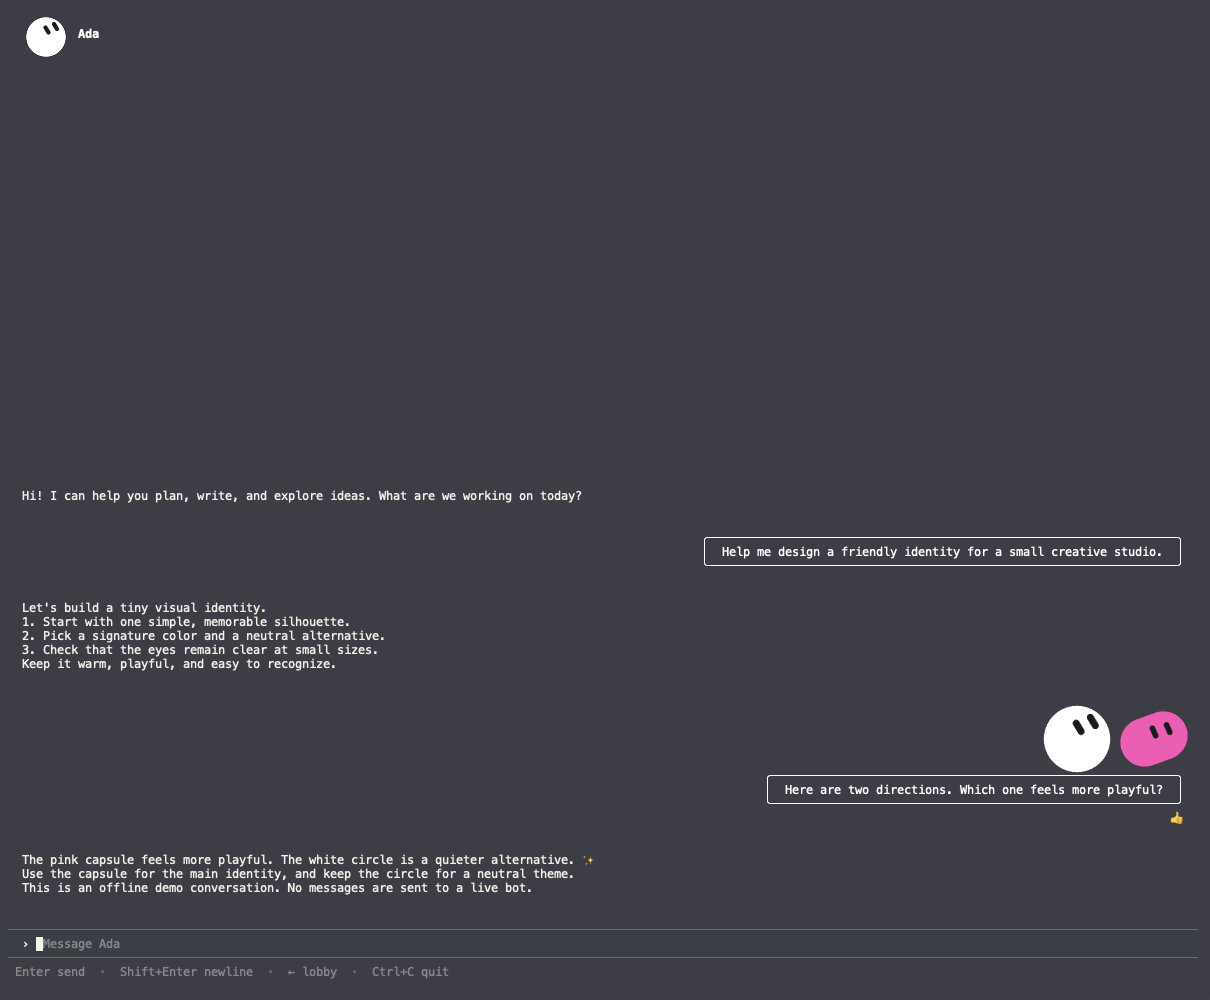 Ada
Hi! I can help you plan, write, and explore ideas. What are we working on today?
Help me design a friendly identity for a small creative studio.
Let's build a tiny visual identity.
1. Start with one simple, memorable silhouette.
2. Pick a signature color and a neutral alternative.
3. Check that the eyes remain clear at small sizes.
Keep it warm, playful, and easy to recognize.
Here are two directions. Which one feels more playful?
👍
The pink capsule feels more playful. The white circle is a quieter alternative. ✨
Use the capsule for the main identity, and keep the circle for a neutral theme.
This is an offline demo conversation. No messages are sent to a live bot.
› Message Ada
Enter send · Shift+Enter newline · ← lobby · Ctrl+C quit